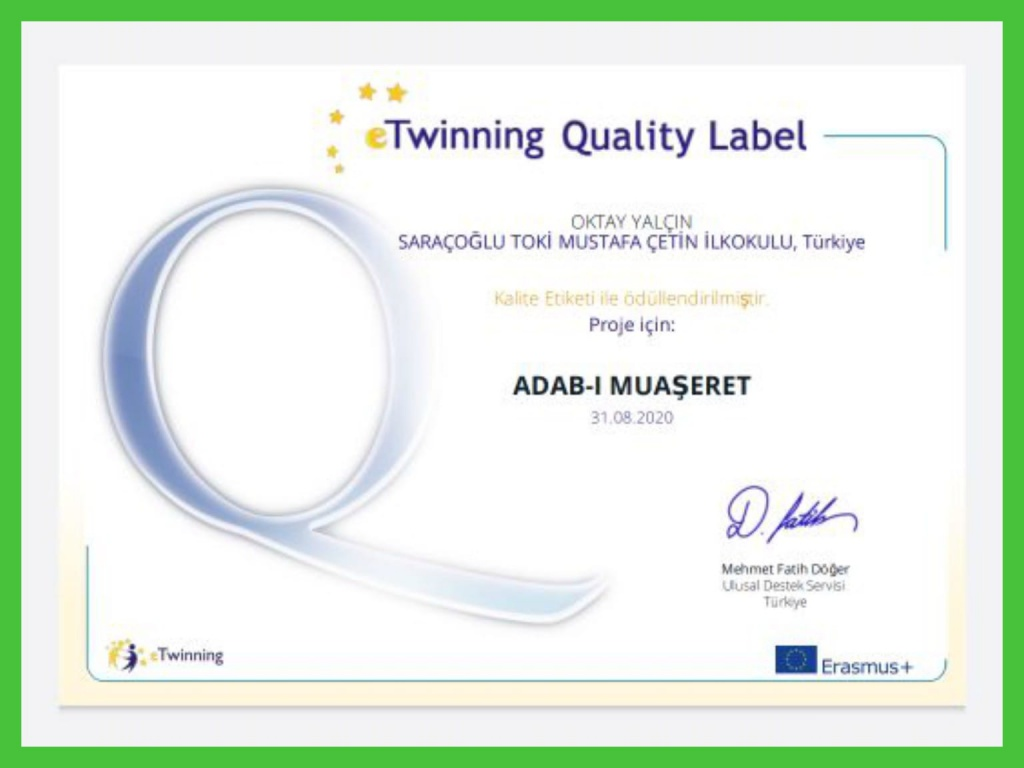 eTwinning Quality Label
OKTAY YALÇIN
SARAÇOĞLU TOKİ MUSTAFA ÇETİN İLKOKULU, Türkiye
Kalite Etiketi ile ödüllendirilmiştir.
Proje için:
ADAB-I MUAŞERET
31.08.2020
D. fatih
Mehmet Fatih Döğer
Ulusal Destek Servisi
Türkiye
eTwinning
Erasmus+